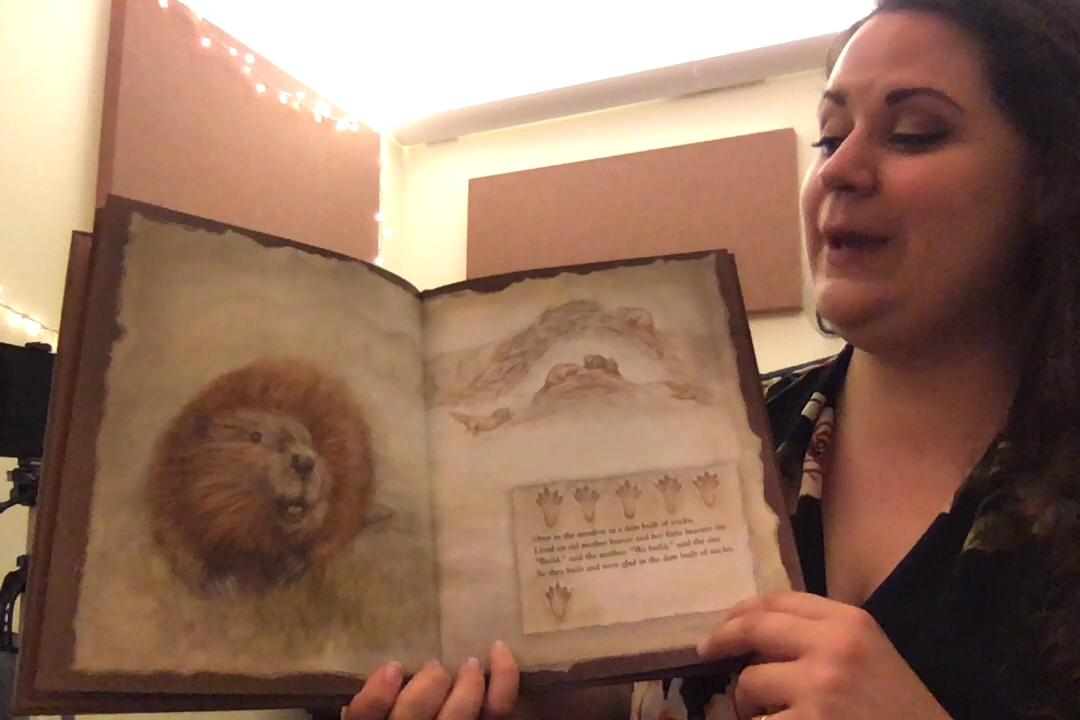 Over in the meadow in a dam built of sticks,
Lived an old mother beaver and her little beavers six.
"Build," said the mother. "We build," said the six.
So they built and were glad in the dam built of sticks.